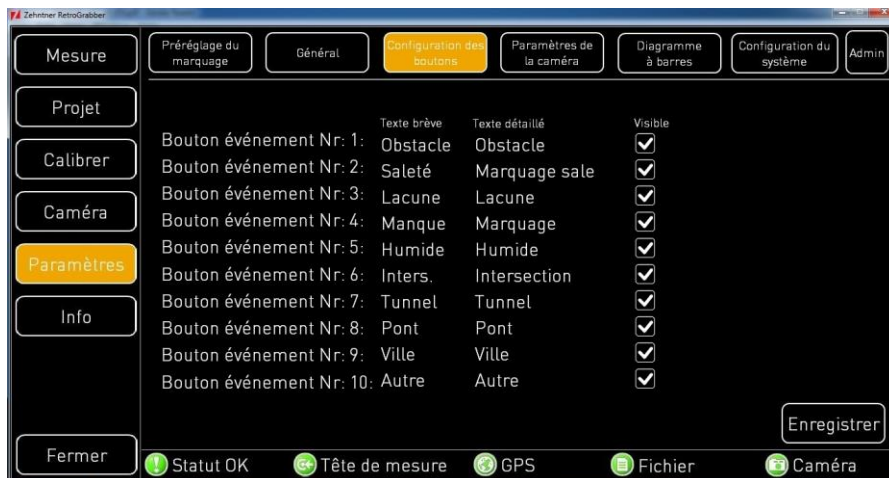 Zehntner RetroGrabber
Mesure
Projet
Calibrer
Caméra
Paramètres
Info
Fermer
Préréglage du
marquage
Général
Configuration des
boutons
Paramètres de
la caméra
Diagramme
à barres
Configuration du
système
Admin
Texte brève Texte détaillé Visible
Bouton événement Nr: 1: Obstacle Obstacle
Bouton événement Nr: 2: Saleté Marquage sale
Bouton événement Nr: 3: Lacune Lacune
Bouton événement Nr: 4: Manque Marquage
Bouton événement Nr: 5: Humide Humide
Bouton événement Nr: 6: Inters. Intersection
Bouton événement Nr: 7: Tunnel Tunnel
Bouton événement Nr: 8: Pont Pont
Bouton événement Nr: 9: Ville Ville
Bouton événement Nr: 10: Autre Autre
Enregistrer
Statut OK Tête de mesure GPS Fichier Caméra